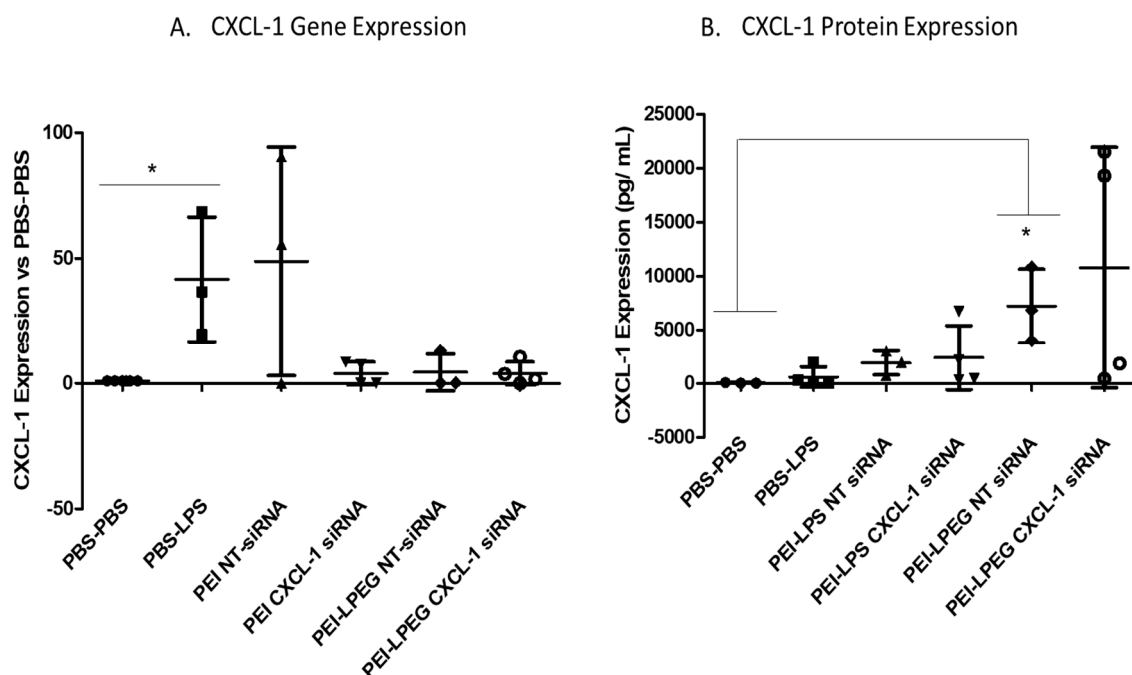 A. CXCL-1 Gene Expression
CXCL-1 Expression vs PBS-PBS
100
50
0
-50
*
PBS-PBS
PBS-LPS
PEI NT-siRNA
PEI CXCL-1 siRNA
PEI-LPEG NT-siRNA
PEI-LPEG CXCL-1 siRNA
B. CXCL-1 Protein Expression
CXCL-1 Expression (pg/ mL)
25000
20000
15000
10000
5000
0
-5000
*
PBS-PBS
PBS-LPS
PEI-LPS NT siRNA
PEI-LPS CXCL-1 siRNA
PEI-LPEG NT siRNA
PEI-LPEG CXCL-1 siRNA